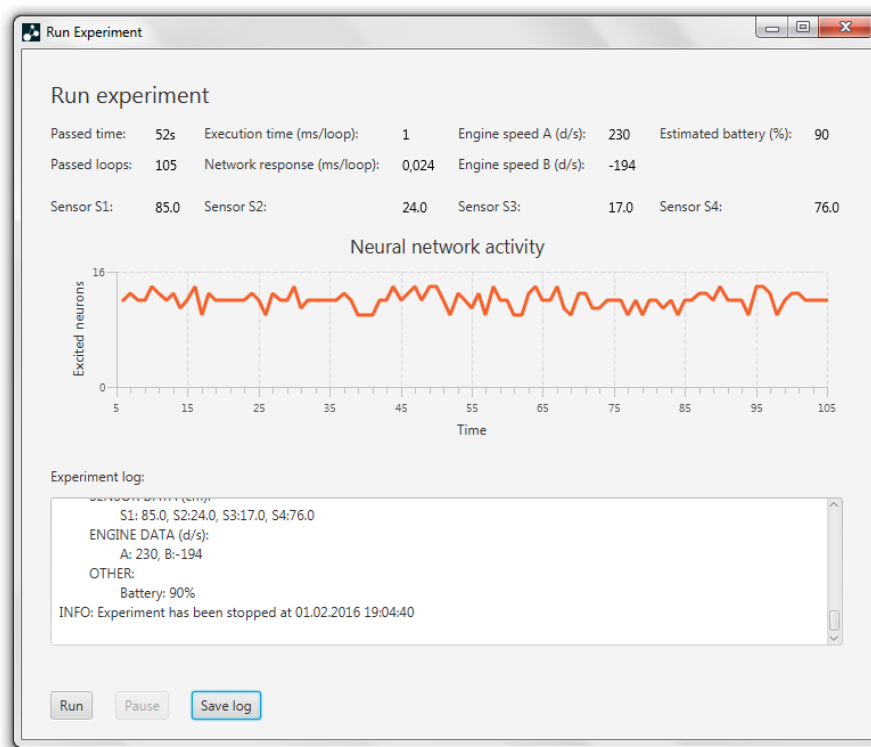 Run Experiment
Run experiment
Passed time: 52s Execution time (ms/loop): 1 Engine speed A (d/s): 230 Estimated battery (%): 90
Passed loops: 105 Network response (ms/loop): 0,024 Engine speed B (d/s): -194
Sensor S1: 85.0 Sensor S2: 24.0 Sensor S3: 17.0 Sensor S4: 76.0
Neural network activity
Excited neurons
16
0
5 15 25 35 45 55 65 75 85 95 105
Time
Experiment log:
SENSOR DATA (cm):
S1: 85.0, S2:24.0, S3:17.0, S4:76.0
ENGINE DATA (d/s):
A: 230, B:-194
OTHER:
Battery: 90%
INFO: Experiment has been stopped at 01.02.2016 19:04:40
Run Pause Save log